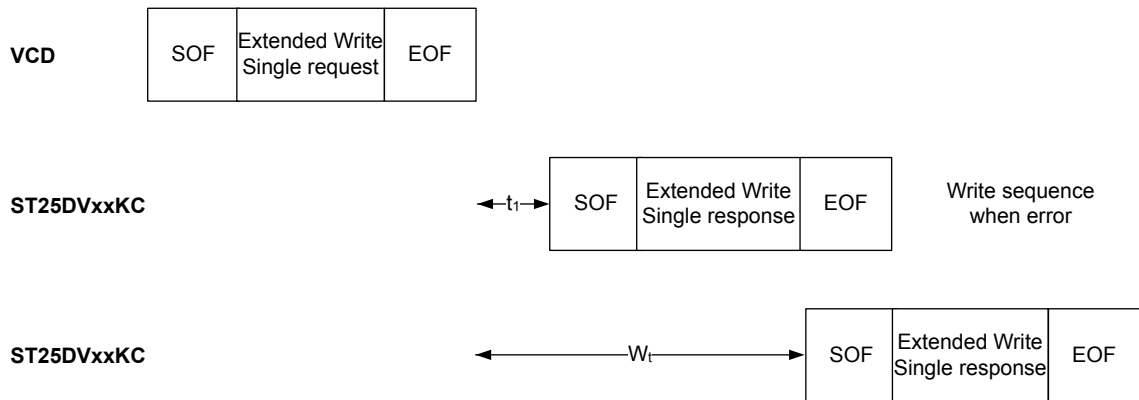 VCD
SOF
Extended Write
Single request
EOF
ST25DVxxKC
t₁
SOF
Extended Write
Single response
EOF
Write sequence
when error
ST25DVxxKC
Wₜ
SOF
Extended Write
Single response
EOF